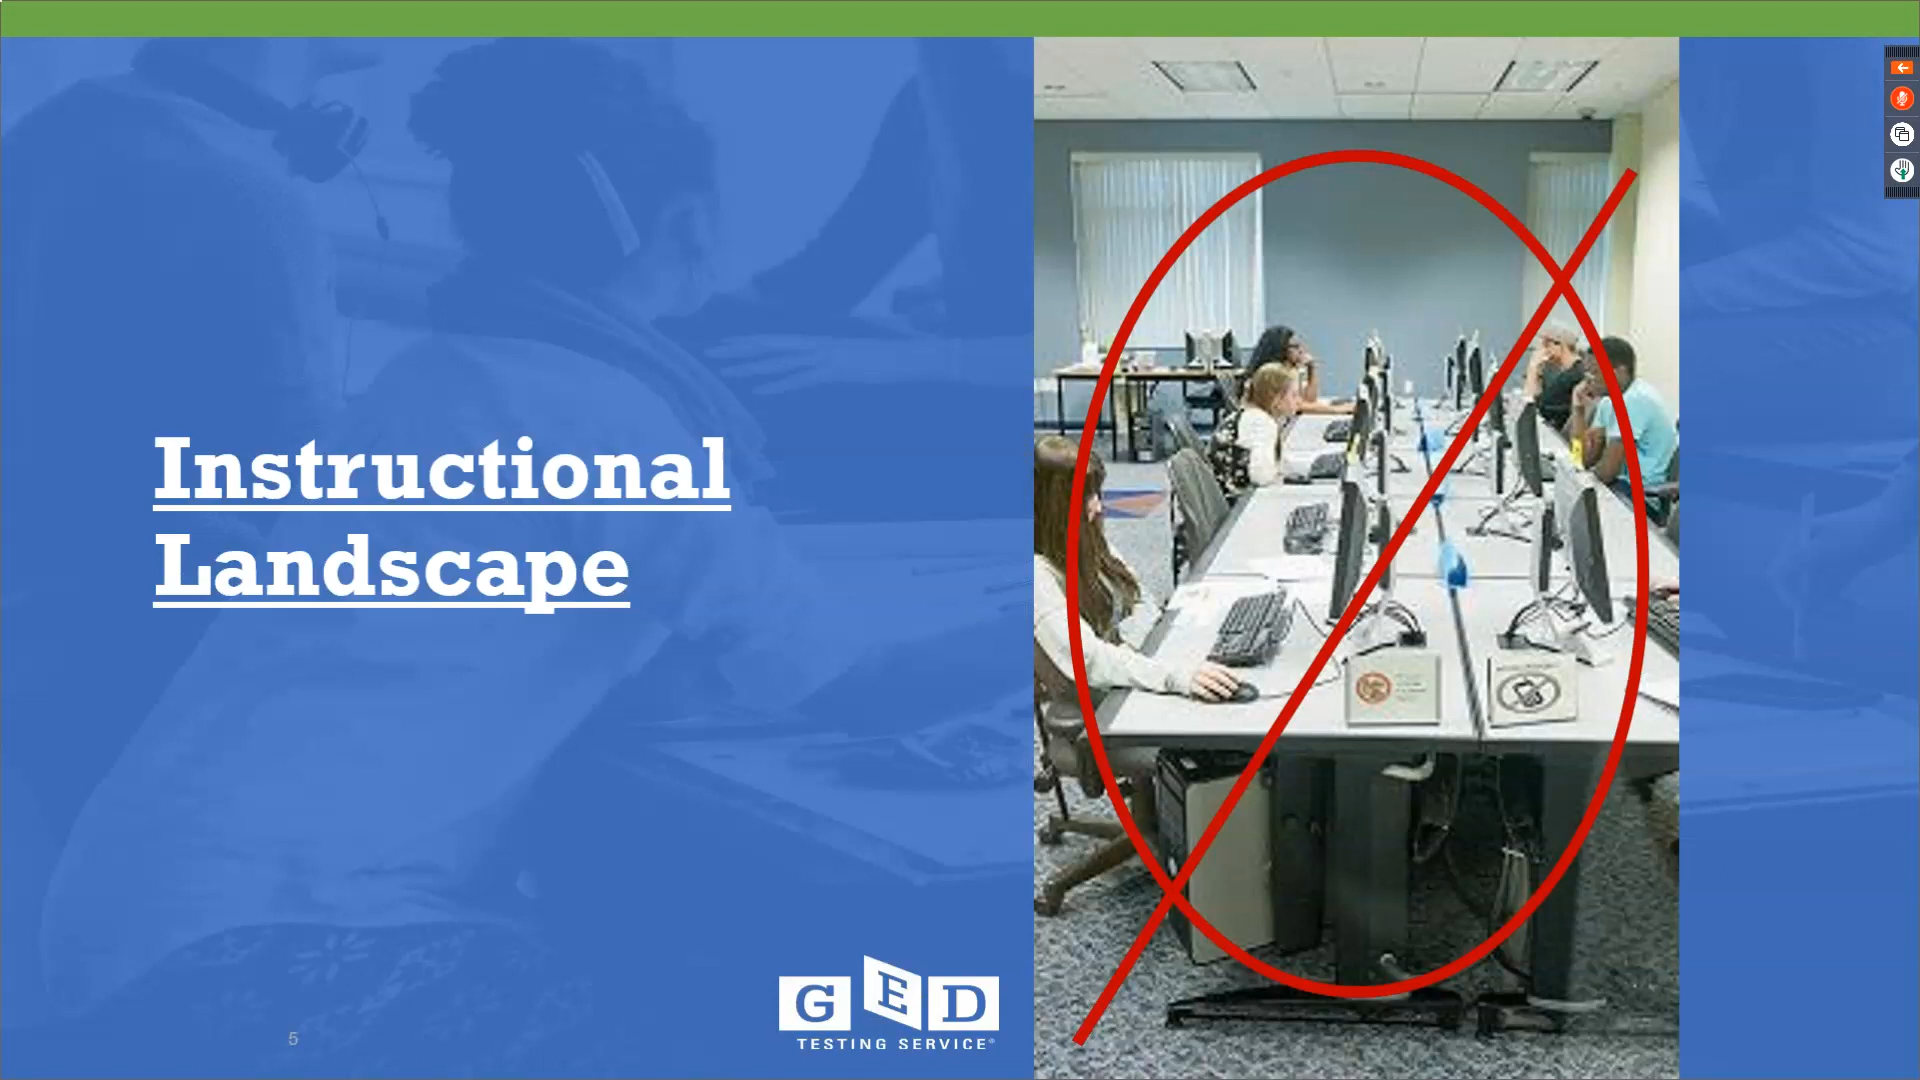 Instructional
Landscape
GED
TESTING SERVICE®
5